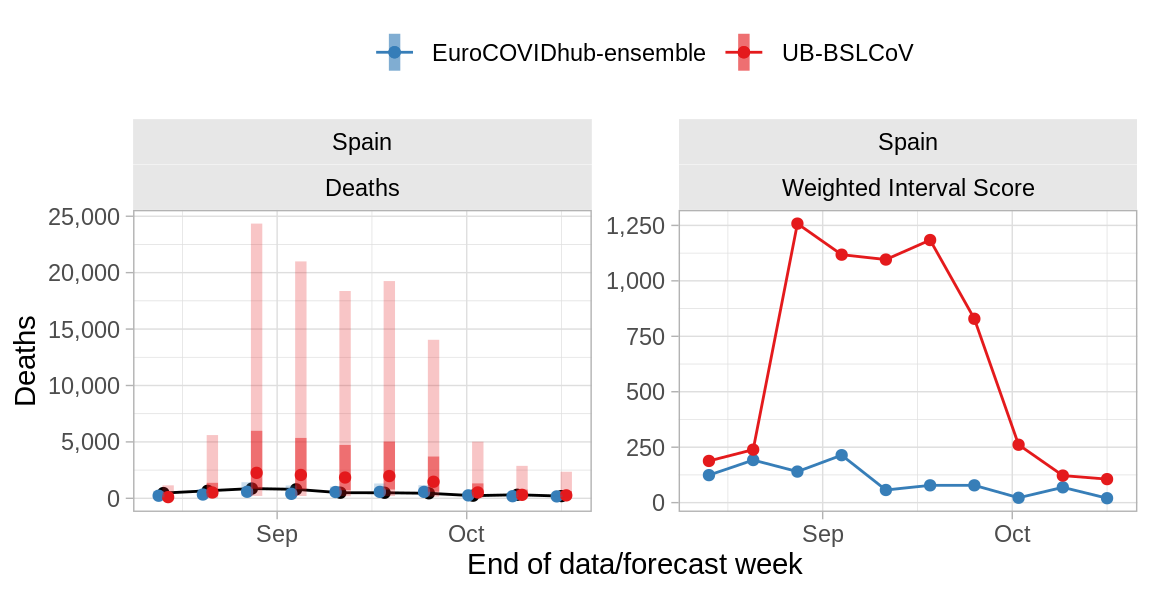 EuroCOVIDhub-ensemble UB-BSLCoV
Spain
Deaths
25,000
20,000
15,000
10,000
5,000
0
Deaths
Sep Oct
Spain
Weighted Interval Score
1,250
1,000
750
500
250
0
Sep Oct
End of data/forecast week